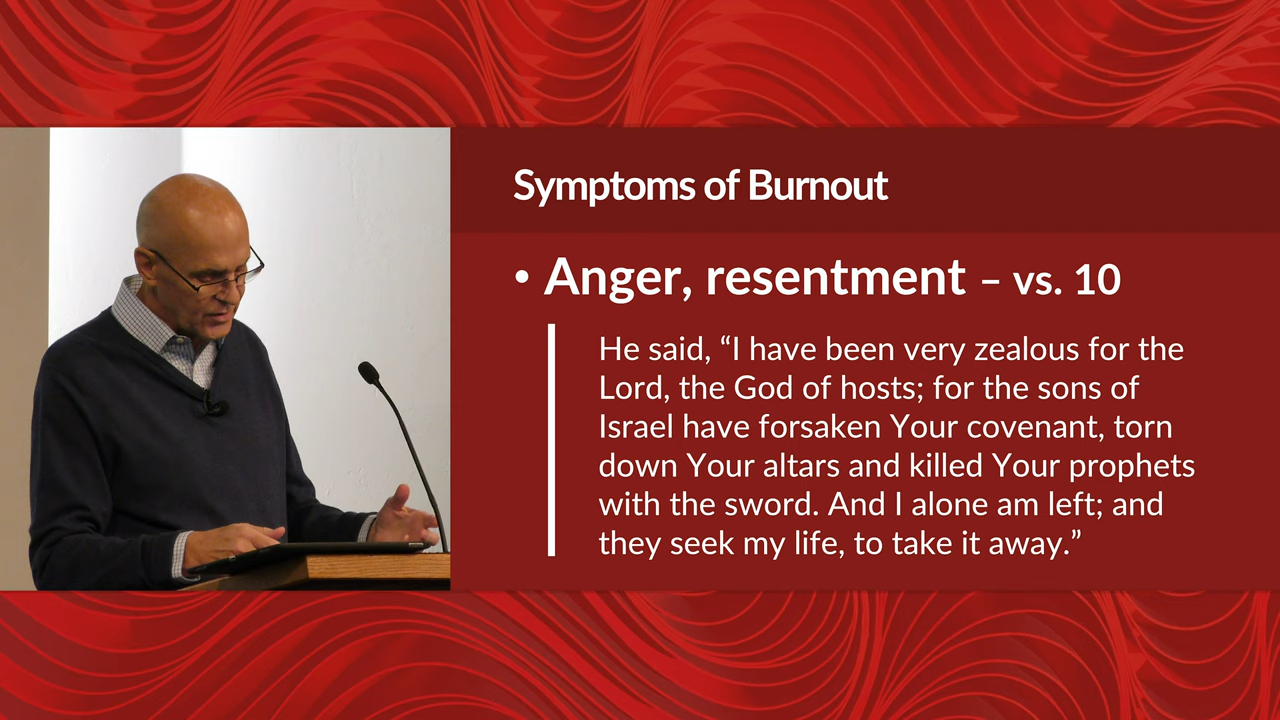 Symptoms of Burnout
• Anger, resentment – vs. 10
He said, “I have been very zealous for the
Lord, the God of hosts; for the sons of
Israel have forsaken Your covenant, torn
down Your altars and killed Your prophets
with the sword. And I alone am left; and
they seek my life, to take it away.”